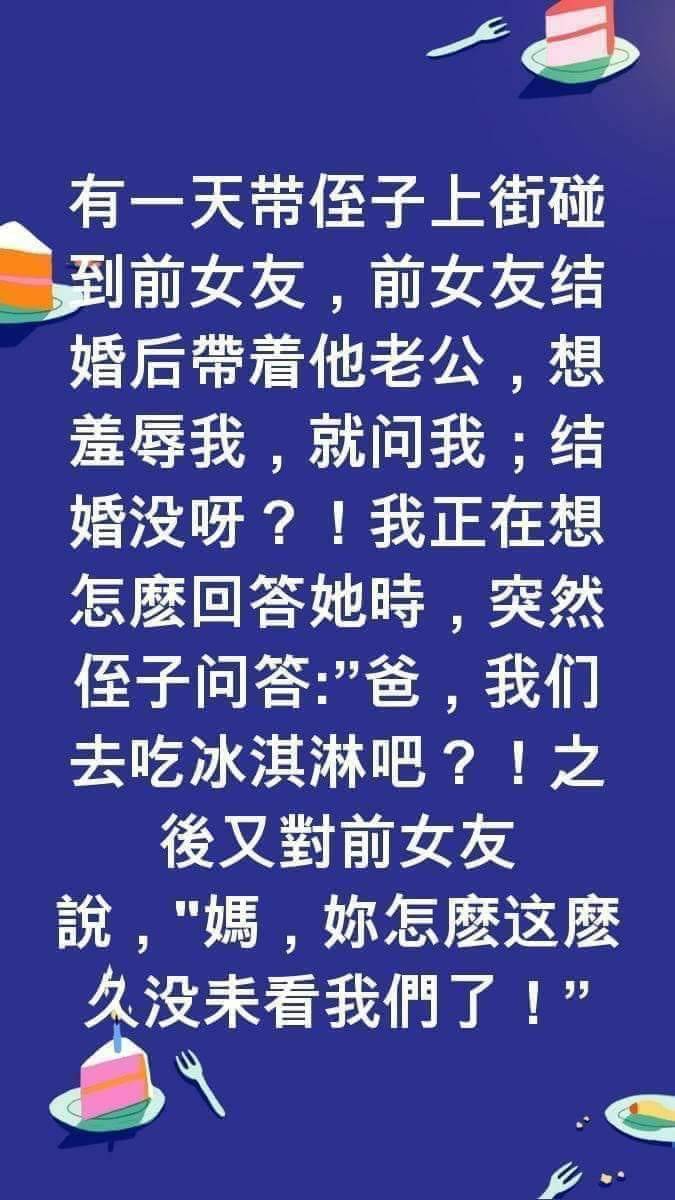 有一天带侄子上街碰
到前女友，前女友结
婚后帶着他老公，想
羞辱我，就问我；结
婚没呀？！我正在想
怎麽回答她時，突然
侄子问答:”爸，我们
去吃冰淇淋吧？！之
後又對前女友
說，"媽，妳怎麽这麽
久没耒看我們了！”